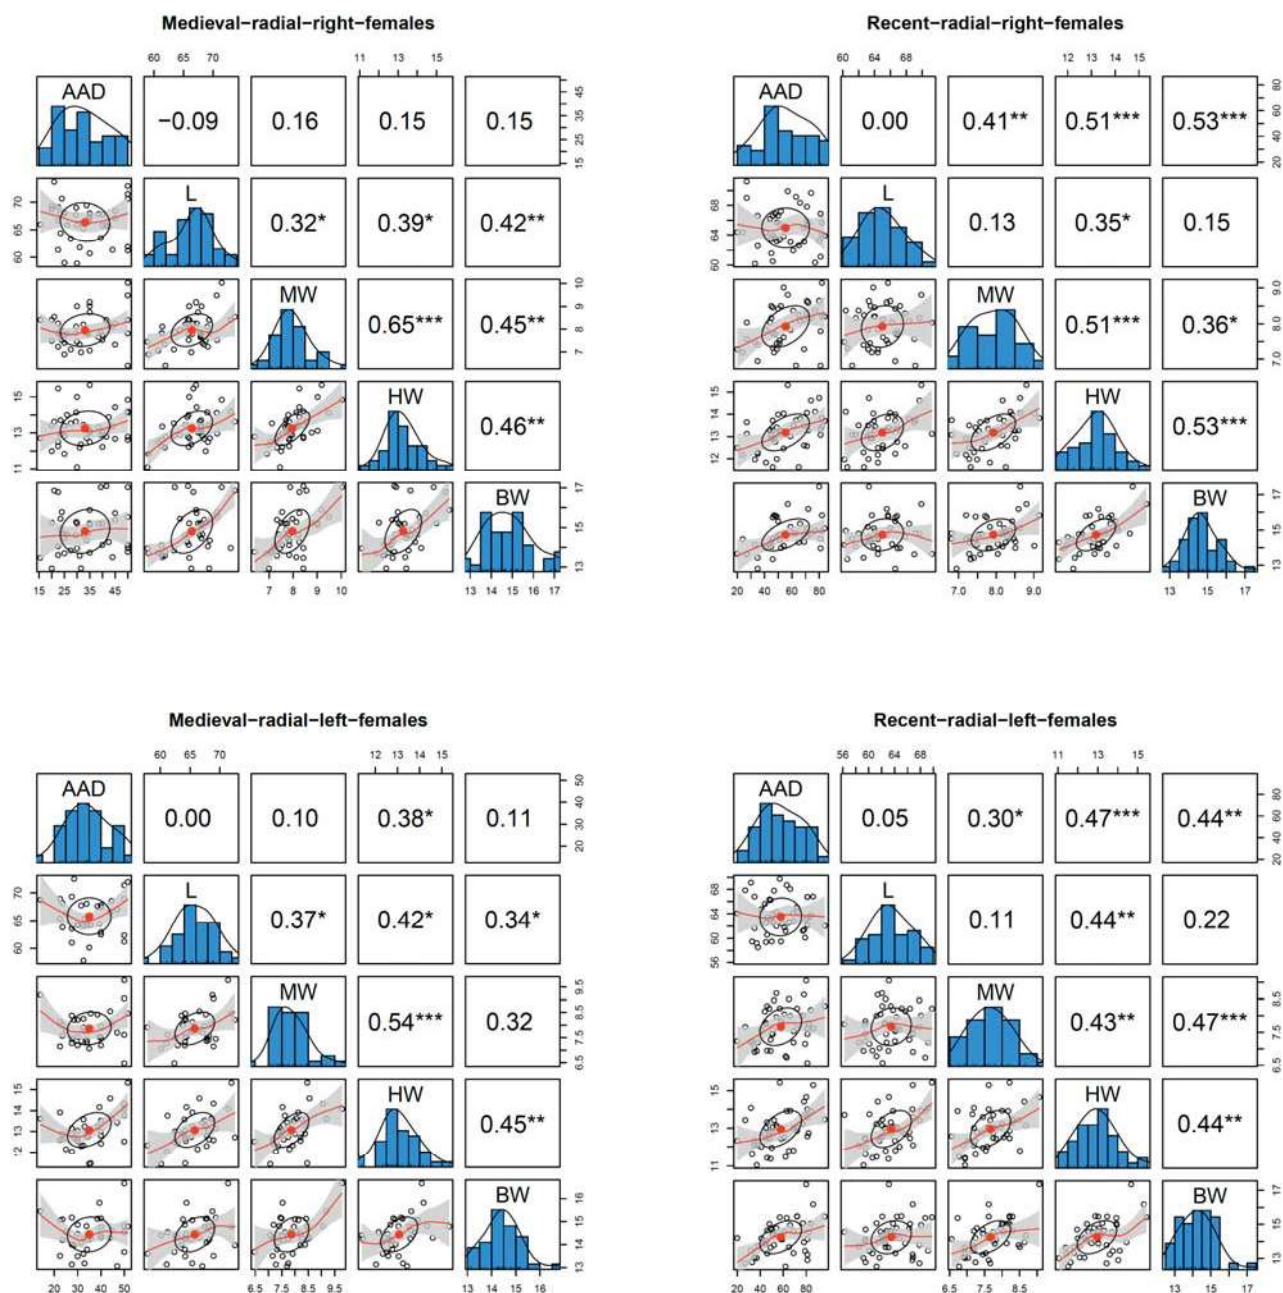 Medieval−radial−right−females
60 65 70
11 13 15
AAD
−0.09
0.16
0.15
0.15
15 25 35 45
60 65 70
L
0.32*
0.39*
0.42**
MW
0.65***
0.45**
7 8 9 10
11 13 15
HW
0.46**
BW
13 15 17
15 25 35 45
7 8 9 10
13 14 15 16 17
Recent−radial−right−females
60 64 68
12 13 14 15
AAD
0.00
0.41**
0.51***
0.53***
20 40 60 80
60 64 68
L
0.13
0.35*
0.15
MW
0.51***
0.36*
7.0 8.0 9.0
12 13 14 15
HW
0.53***
BW
13 15 17
20 40 60 80
7.0 8.0 9.0
13 15 17
Medieval−radial−left−females
60 65 70
12 13 14 15
AAD
0.00
0.10
0.38*
0.11
20 30 40 50
60 65 70
L
0.37*
0.42*
0.34*
MW
0.54***
0.32
6.5 7.5 8.5 9.5
12 13 14 15
HW
0.45**
BW
13 14 15 16
20 30 40 50
6.5 7.5 8.5 9.5
13 14 15 16
Recent−radial−left−females
56 60 64 68
11 13 15
AAD
0.05
0.30*
0.47***
0.44**
20 40 60 80
56 60 64 68
L
0.11
0.44**
0.22
MW
0.43**
0.47***
6.5 7.5 8.5
11 13 15
HW
0.44**
BW
13 15 17
20 40 60 80
6.5 7.5 8.5
13 15 17